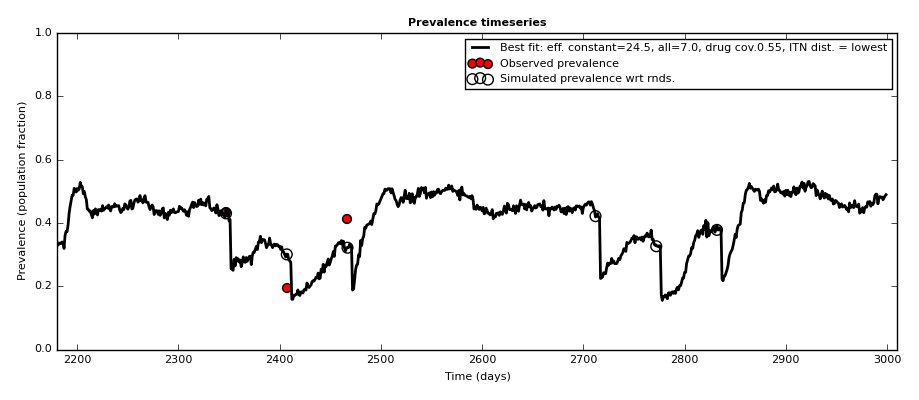 Prevalence timeseries
Best fit: eff. constant=24.5, all=7.0, drug cov.0.55, ITN dist. = lowest
Observed prevalence
Simulated prevalence wrt rnds.
Prevalence (population fraction)
1.0
0.8
0.6
0.4
0.2
0.0
2200 2300 2400 2500 2600 2700 2800 2900 3000
Time (days)